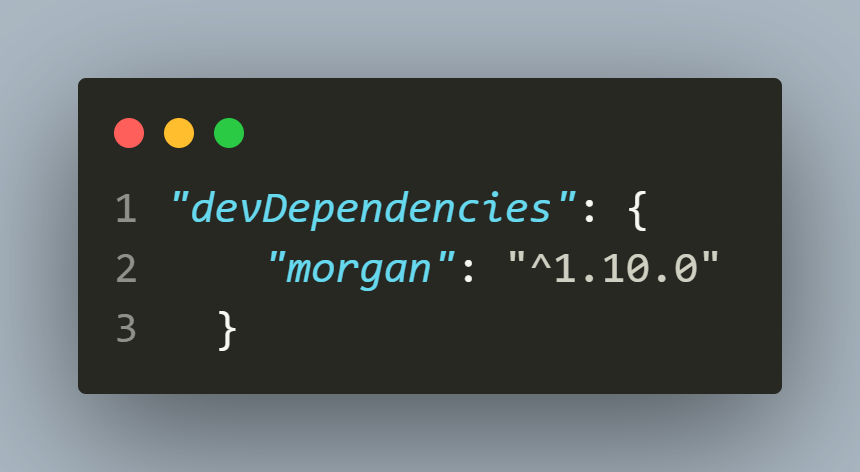 1 "devDependencies": {
2 "morgan": "^1.10.0"
3 }